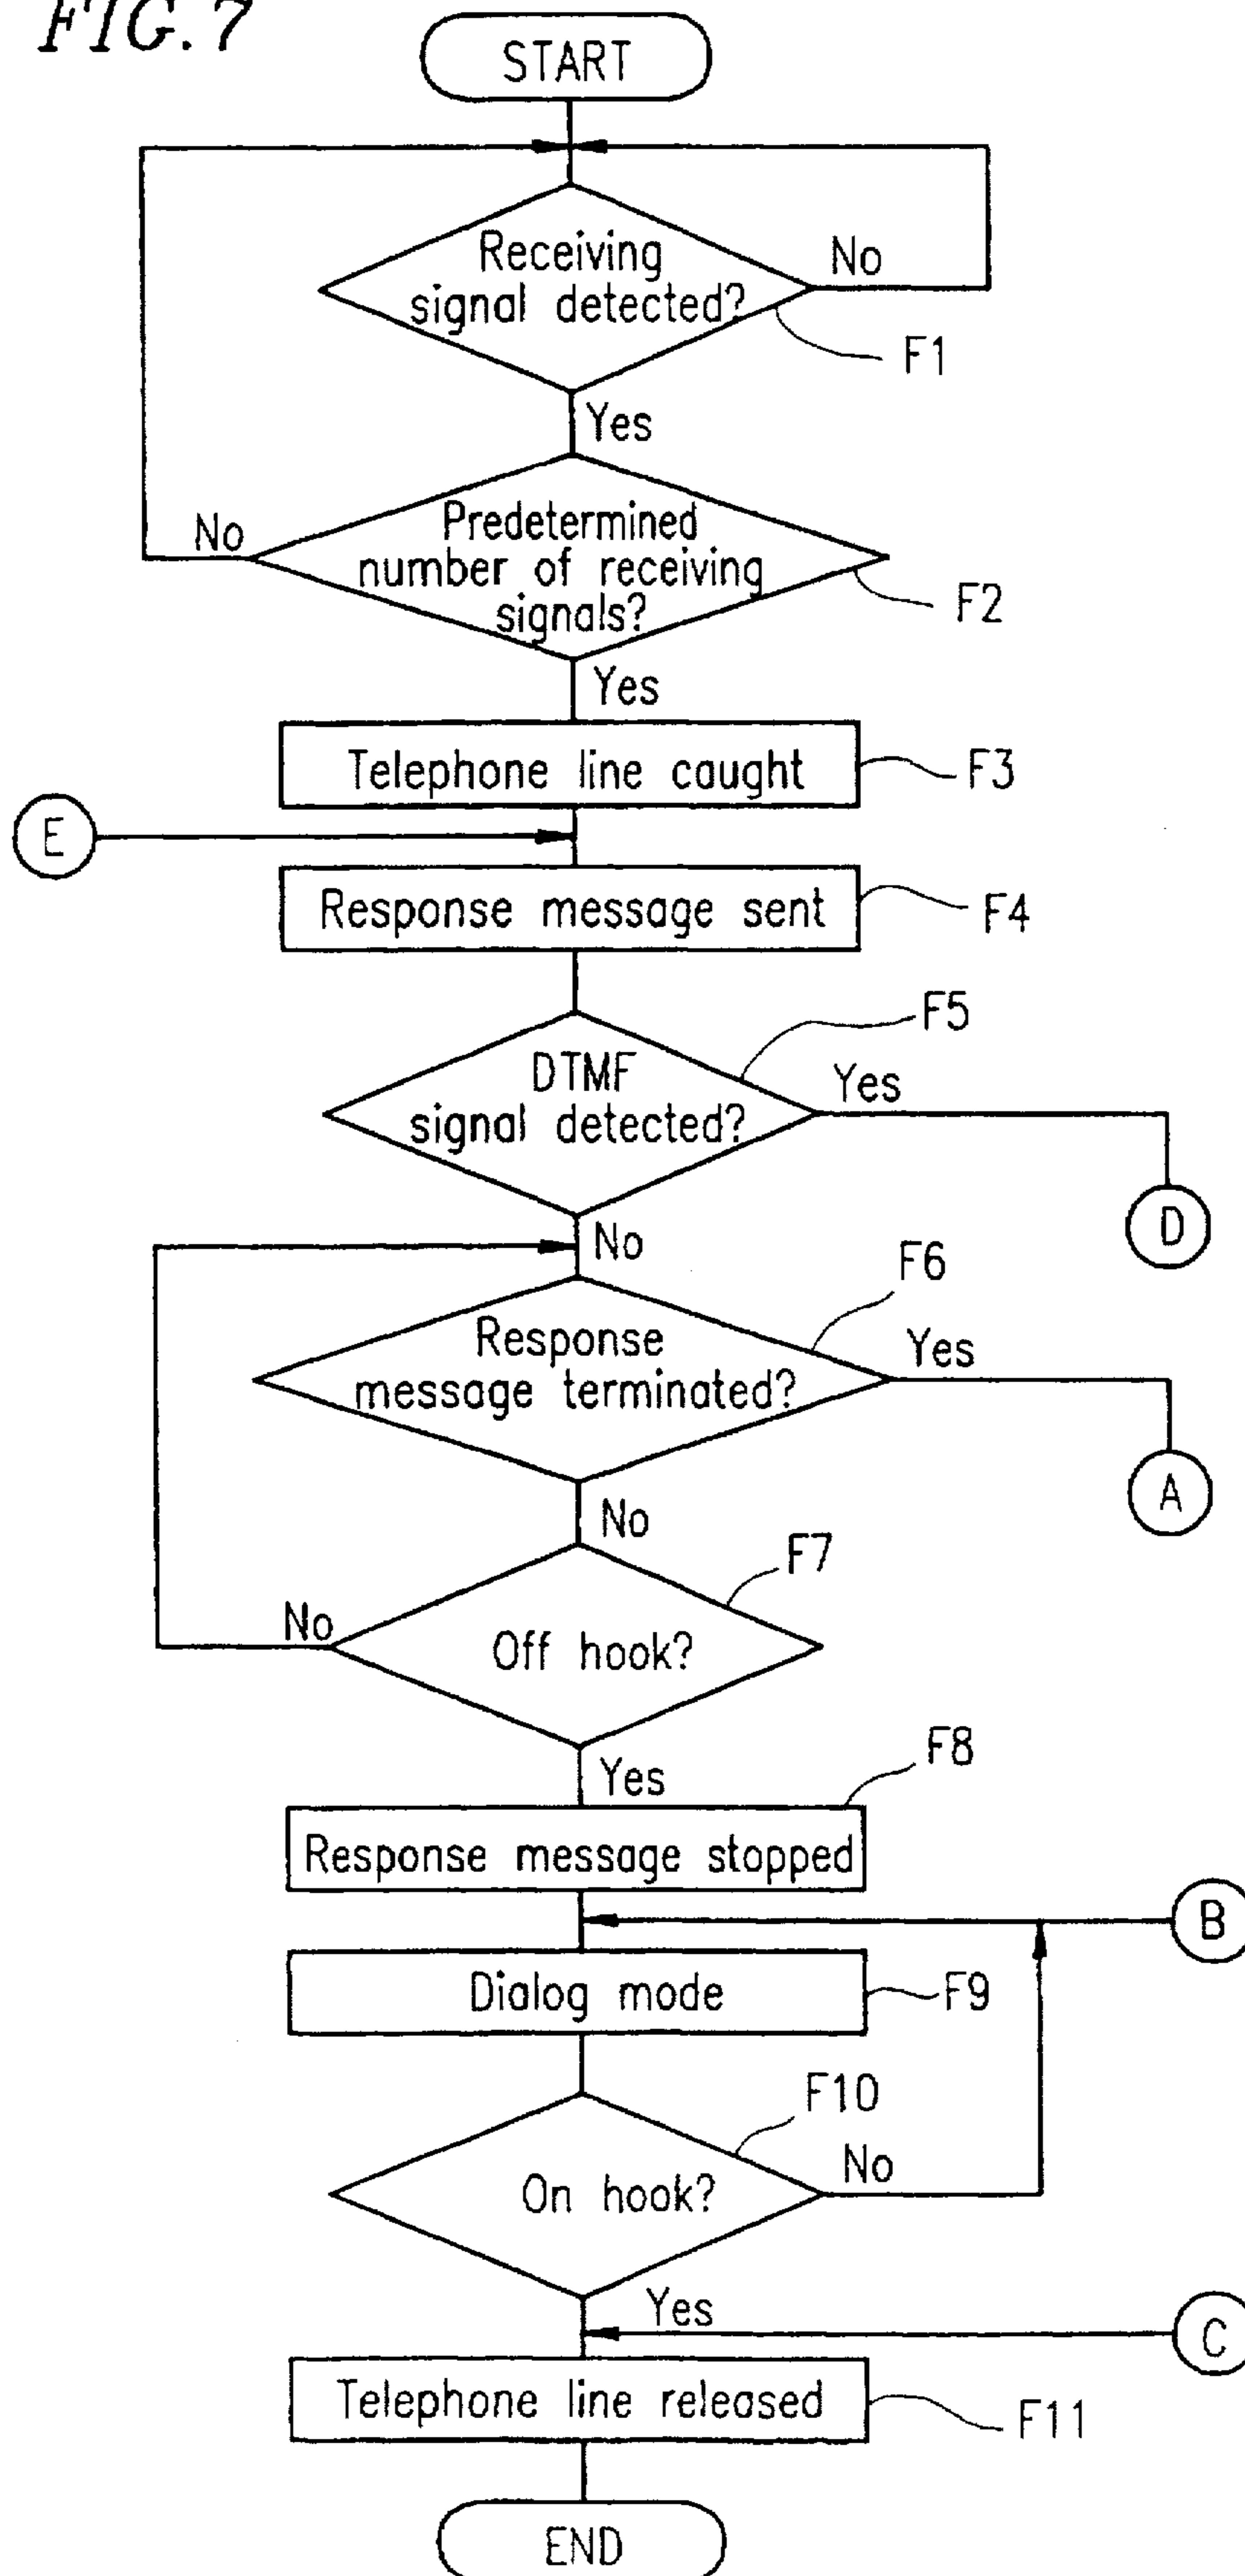 FIG. 7
START
Receiving
signal detected?
No
F1
Yes
Predetermined
number of receiving
signals?
No
F2
Yes
Telephone line caught
F3
E
Response message sent
F4
F5
DTMF
signal detected?
Yes
D
No
F6
Response
message terminated?
Yes
A
No
F7
Off hook?
No
F8
Yes
Response message stopped
B
Dialog mode
F9
F10
On hook?
No
Yes
C
Telephone line released
F11
END